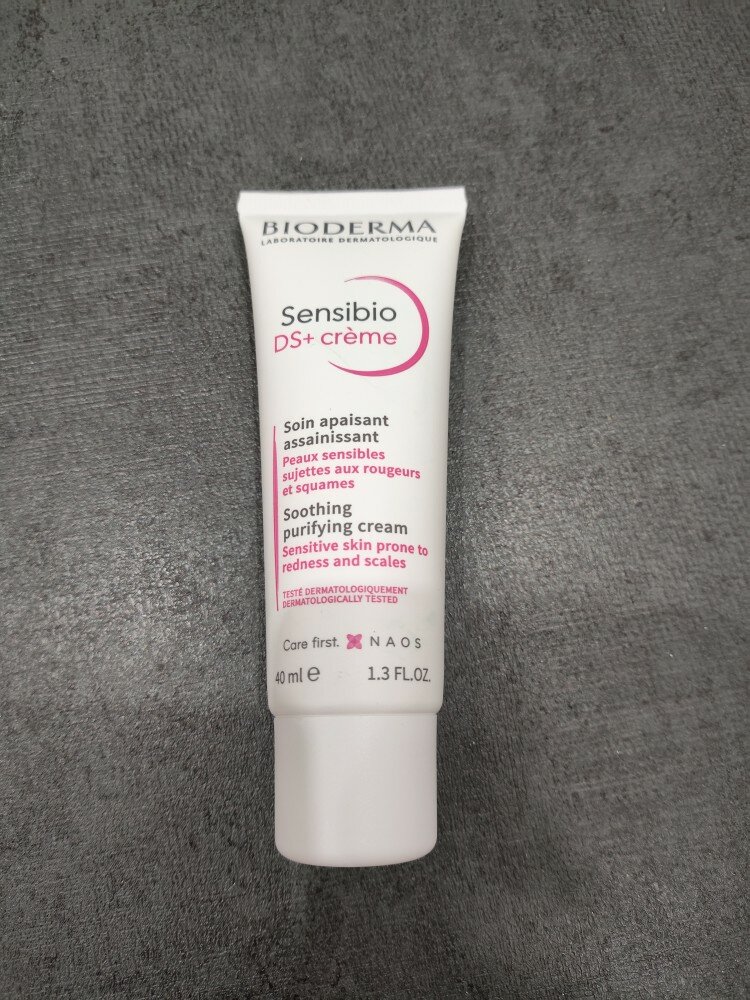 BIODERMA
LABORATOIRE DERMATOLOGIQUE
Sensibio
DS+ crème
Soin apaisant
assainissant
Peaux sensibles
sujettes aux rougeurs
et squames
Soothing
purifying cream
Sensitive skin prone to
redness and scales
TESTÉ DERMATOLOGIQUEMENT
DERMATOLOGICALLY TESTED
Care first. NAOS
40 ml e 1.3 FL.OZ.